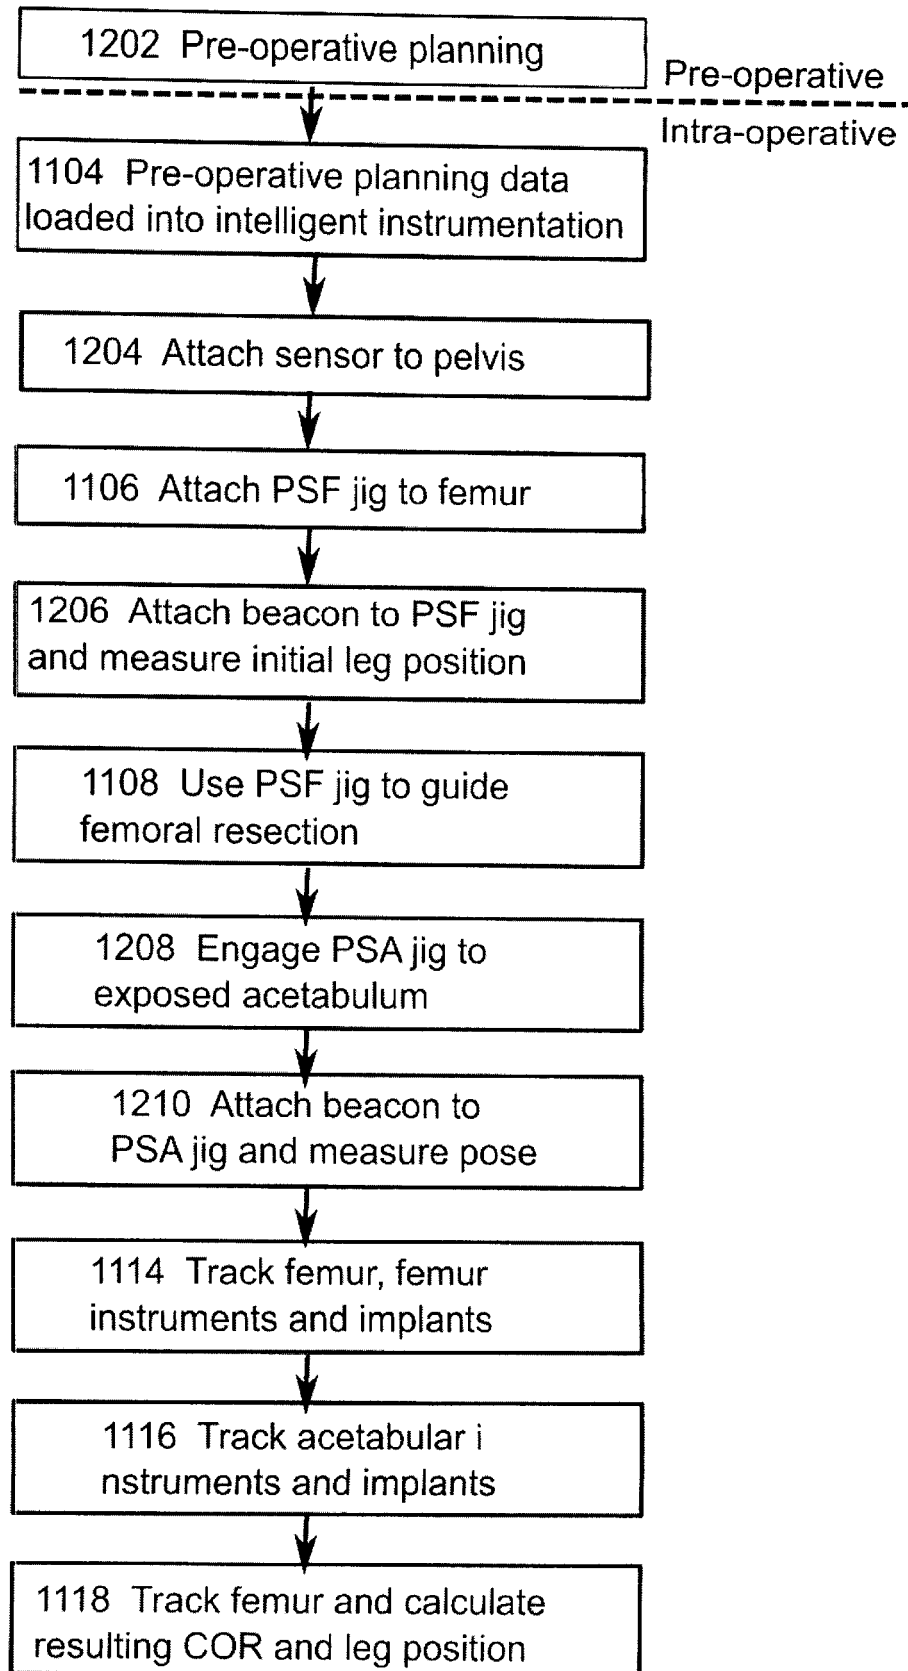 1202 Pre-operative planning
Pre-operative
Intra-operative
1104 Pre-operative planning data
loaded into intelligent instrumentation
1204 Attach sensor to pelvis
1106 Attach PSF jig to femur
1206 Attach beacon to PSF jig
and measure initial leg position
1108 Use PSF jig to guide
femoral resection
1208 Engage PSA jig to
exposed acetabulum
1210 Attach beacon to
PSA jig and measure pose
1114 Track femur, femur
instruments and implants
1116 Track acetabular i
nstruments and implants
1118 Track femur and calculate
resulting COR and leg position